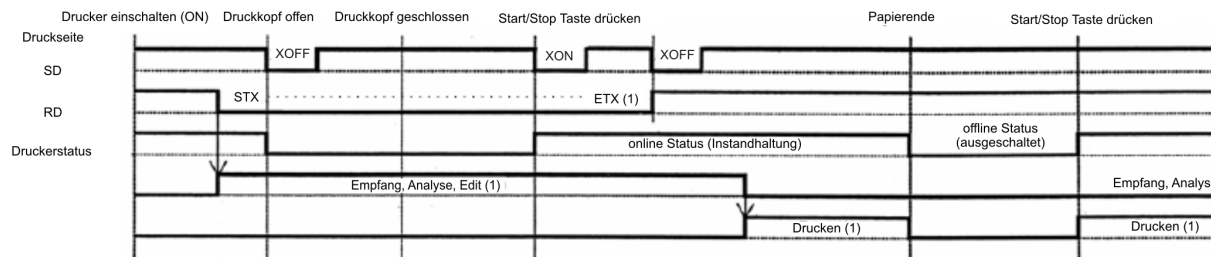 Drucker einschalten (ON) Druckkopf offen Druckkopf geschlossen Start/Stop Taste drücken Papierende Start/Stop Taste drücken
Druckseite
XOFF XON XOFF
SD
STX ETX (1)
RD
offline Status
(ausgeschaltet)
online Status (Instandhaltung)
Druckerstatus
Empfang, Analyse, Edit (1) Empfang, Analys
Drucken (1) Drucken (1)